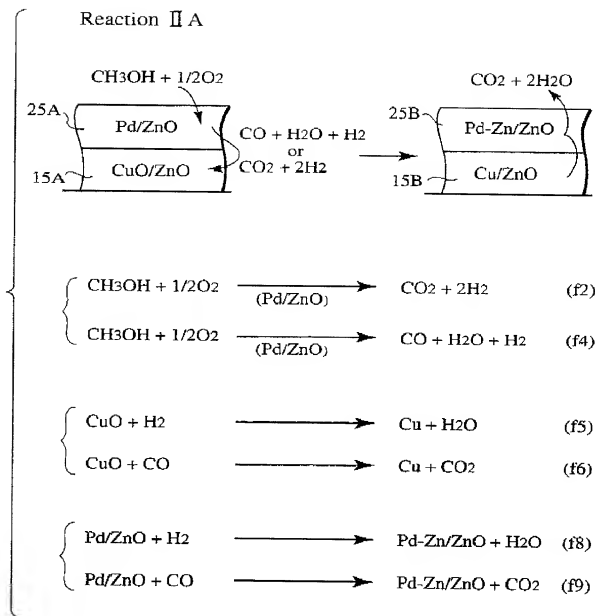 Reaction II A
CH3OH + 1/2O2
CO2 + 2H2O
25A
Pd/ZnO
CO + H2O + H2
or
CO2 + 2H2
15A
CuO/ZnO
25B
Pd-Zn/ZnO
15B
Cu/ZnO
CH3OH + 1/2O2 (Pd/ZnO) CO2 + 2H2 (f2)
CH3OH + 1/2O2 (Pd/ZnO) CO + H2O + H2 (f4)
CuO + H2 Cu + H2O (f5)
CuO + CO Cu + CO2 (f6)
Pd/ZnO + H2 Pd-Zn/ZnO + H2O (f8)
Pd/ZnO + CO Pd-Zn/ZnO + CO2 (f9)